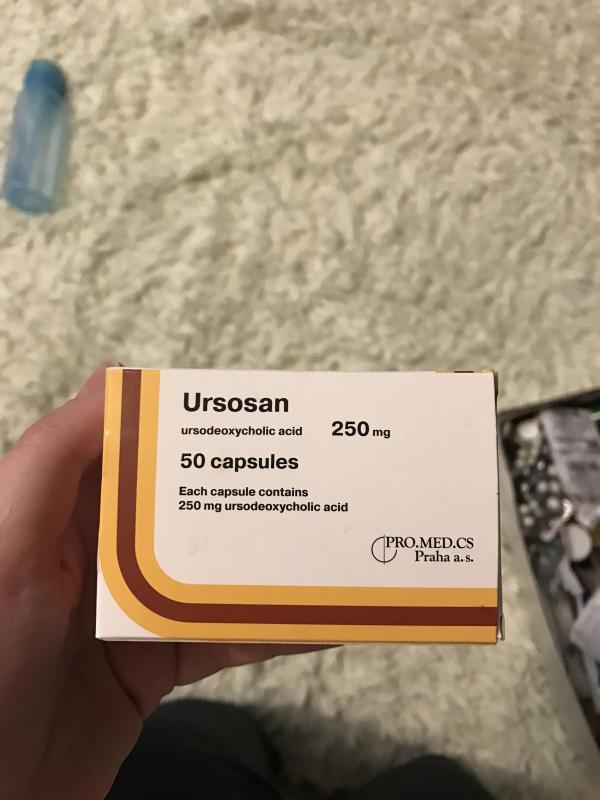 Ursosan
ursodeoxycholic acid 250 mg
50 capsules
Each capsule contains
250 mg ursodeoxycholic acid
PRO.MED.CS
Praha a. s.